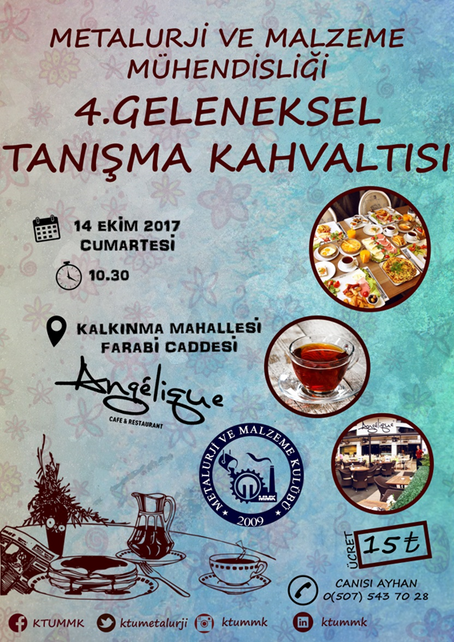 METALURJİ VE MALZEME
MÜHENDİSLİĞİ
4.GELENEKSEL
TANIŞMA KAHVALTISI
14 EKİM 2017
CUMARTESİ
10.30
KALKINMA MAHALLESİ
FARABİ CADDESİ
Angélique
CAFE & RESTAURANT
Angélique
METALURJİ VE MALZEME KULÜBÜ
MMK
2009
ÜCRET
15₺
CANISI AYHAN
0(507) 543 70 28
KTUMMK
ktumetalurji
ktummk
ktummk